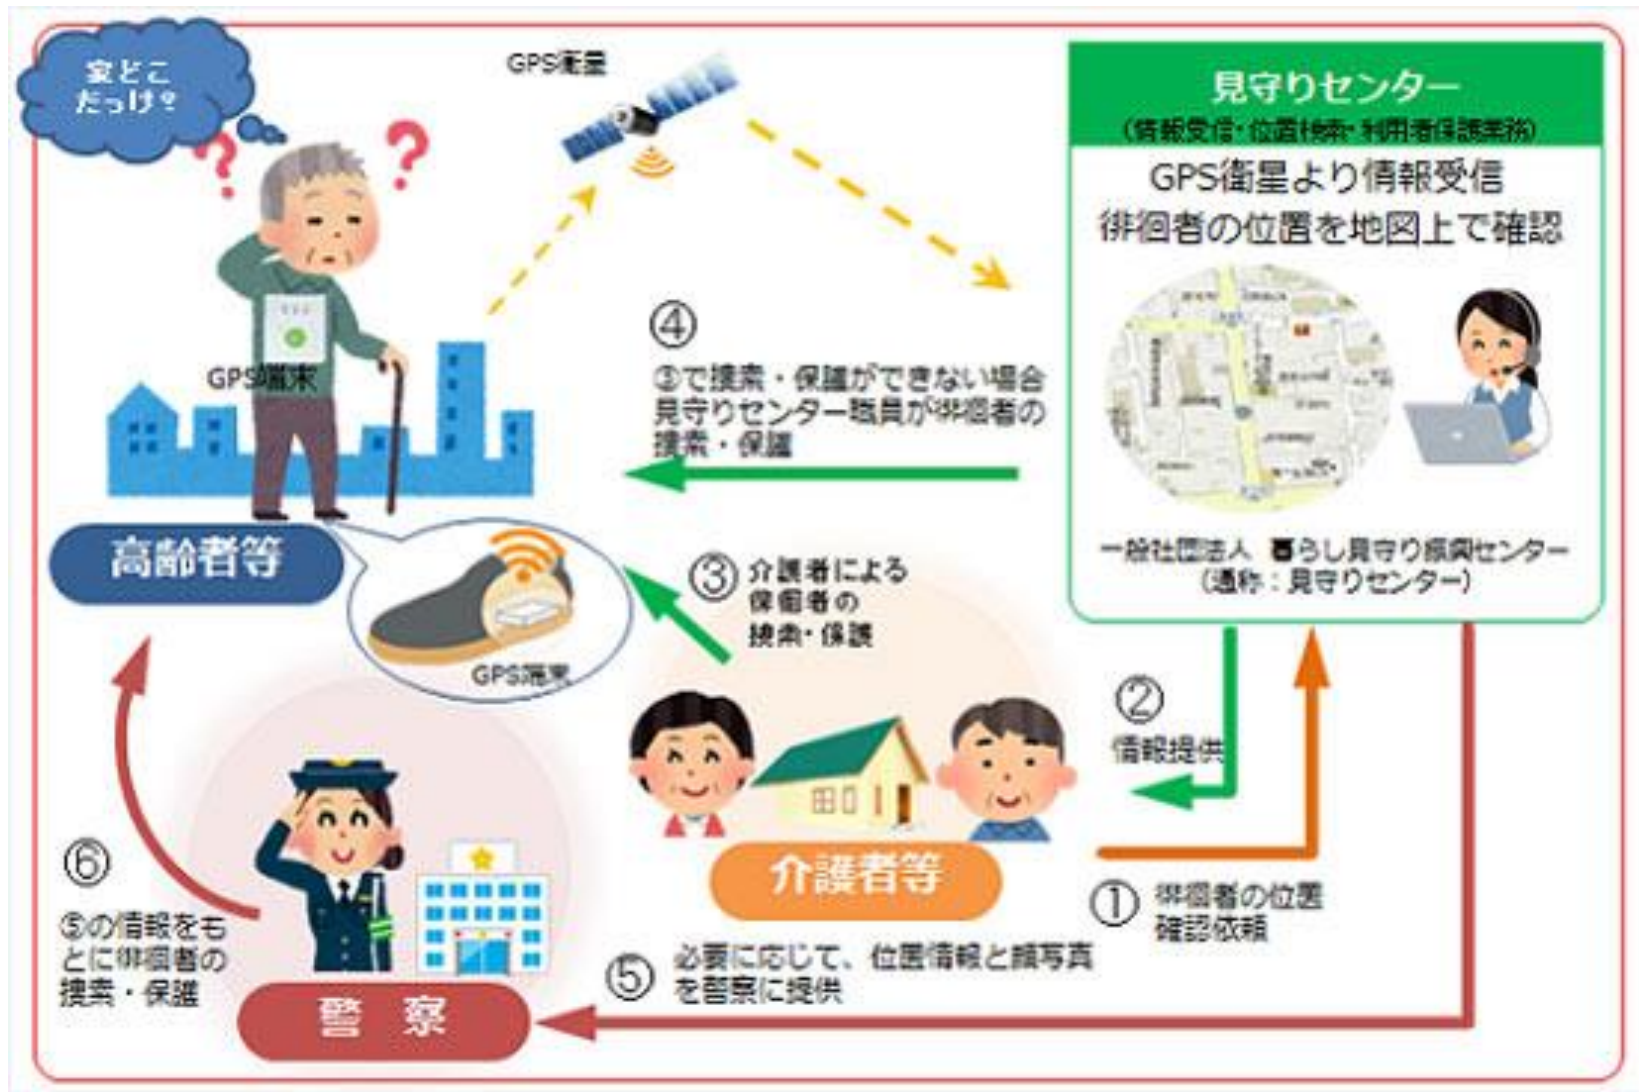 家どこ
だっけ?
GPS衛星
GPS端末
高齢者等
GPS端末
見守りセンター
(情報受信・位置検索・利用者保護業務)
GPS衛星より情報受信
徘徊者の位置を地図上で確認
一般社団法人 暮らし見守り振興センター
(通称:見守りセンター)
④
③で捜索・保護ができない場合
見守りセンター職員が徘徊者の
捜索・保護
③
介護者による
徘徊者の
捜索・保護
②
情報提供
介護者等
①
徘徊者の位置
確認依頼
⑤
必要に応じて、位置情報と顔写真
を警察に提供
⑥
⑤の情報をも
とに徘徊者の
捜索・保護
警 察